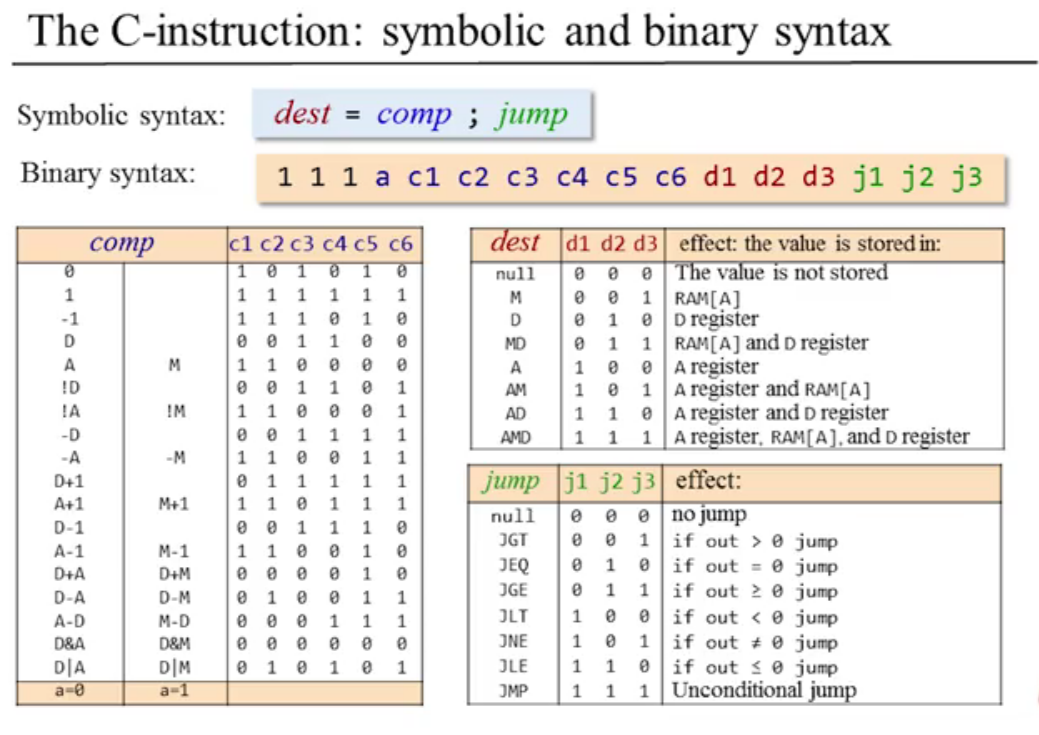 The C-instruction: symbolic and binary syntax
Symbolic syntax: dest = comp ; jump
Binary syntax: 1 1 1 a c1 c2 c3 c4 c5 c6 d1 d2 d3 j1 j2 j3
comp c1 c2 c3 c4 c5 c6
0 1 0 1 0 1 0
1 1 1 1 1 1 1
-1 1 1 1 0 1 0
D 0 0 1 1 0 0
A M 1 1 0 0 0 0
!D 0 0 1 1 0 1
!A !M 1 1 0 0 0 1
-D 0 0 1 1 1 1
-A -M 1 1 0 0 1 1
D+1 0 1 1 1 1 1
A+1 M+1 1 1 0 1 1 1
D-1 0 0 1 1 1 0
A-1 M-1 1 1 0 0 1 0
D+A D+M 0 0 0 0 1 0
D-A D-M 0 1 0 0 1 1
A-D M-D 0 0 0 1 1 1
D&A D&M 0 0 0 0 0 0
D|A D|M 0 1 0 1 0 1
a=0 a=1
dest d1 d2 d3 effect: the value is stored in:
null 0 0 0 The value is not stored
M 0 0 1 RAM[A]
D 0 1 0 D register
MD 0 1 1 RAM[A] and D register
A 1 0 0 A register
AM 1 0 1 A register and RAM[A]
AD 1 1 0 A register and D register
AMD 1 1 1 A register, RAM[A], and D register
jump j1 j2 j3 effect:
null 0 0 0 no jump
JGT 0 0 1 if out > 0 jump
JEQ 0 1 0 if out = 0 jump
JGE 0 1 1 if out ≥ 0 jump
JLT 1 0 0 if out < 0 jump
JNE 1 0 1 if out ≠ 0 jump
JLE 1 1 0 if out ≤ 0 jump
JMP 1 1 1 Unconditional jump